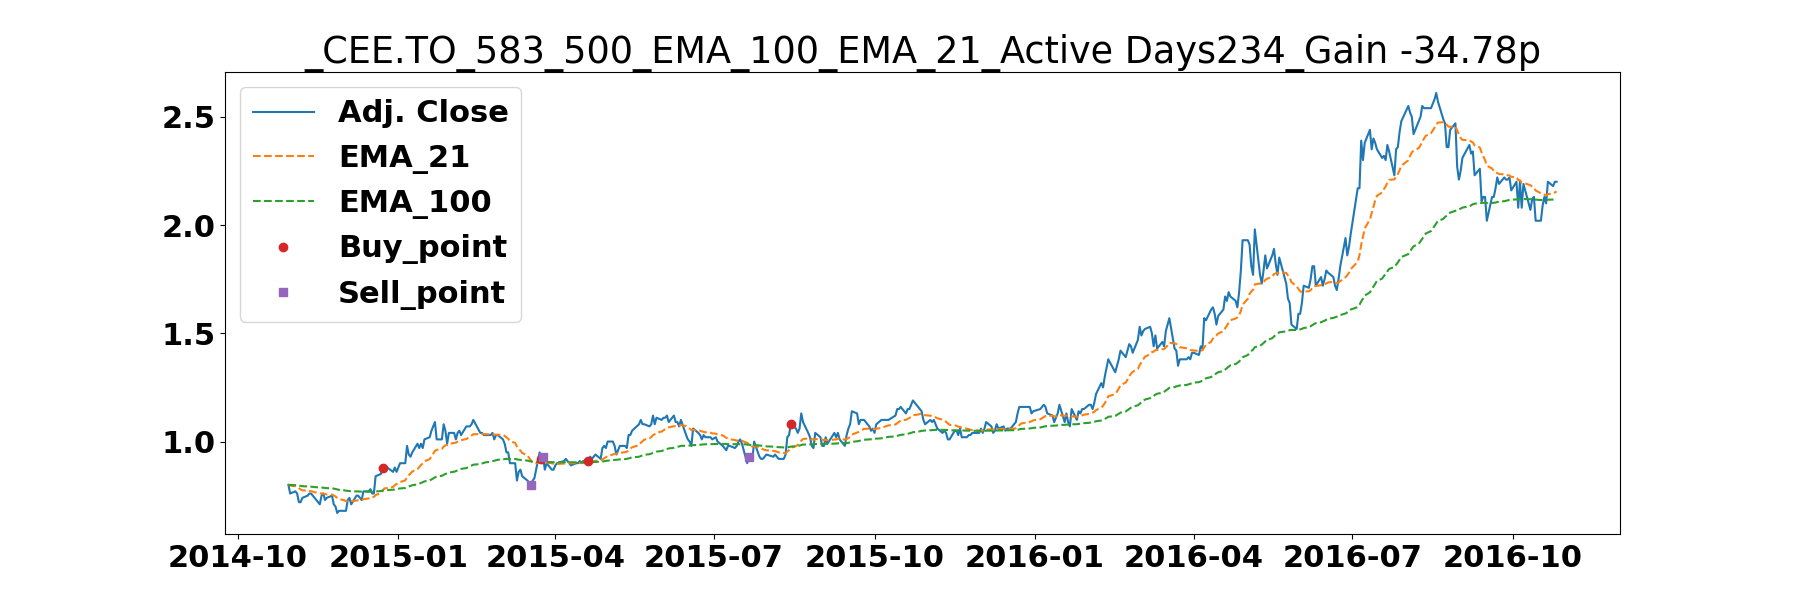 _CEE.TO_583_500_EMA_100_EMA_21_Active Days234_Gain -34.78p
Adj. Close
EMA_21
EMA_100
Buy_point
Sell_point
2.5
2.0
1.5
1.0
2014-10 2015-01 2015-04 2015-07 2015-10 2016-01 2016-04 2016-07 2016-10